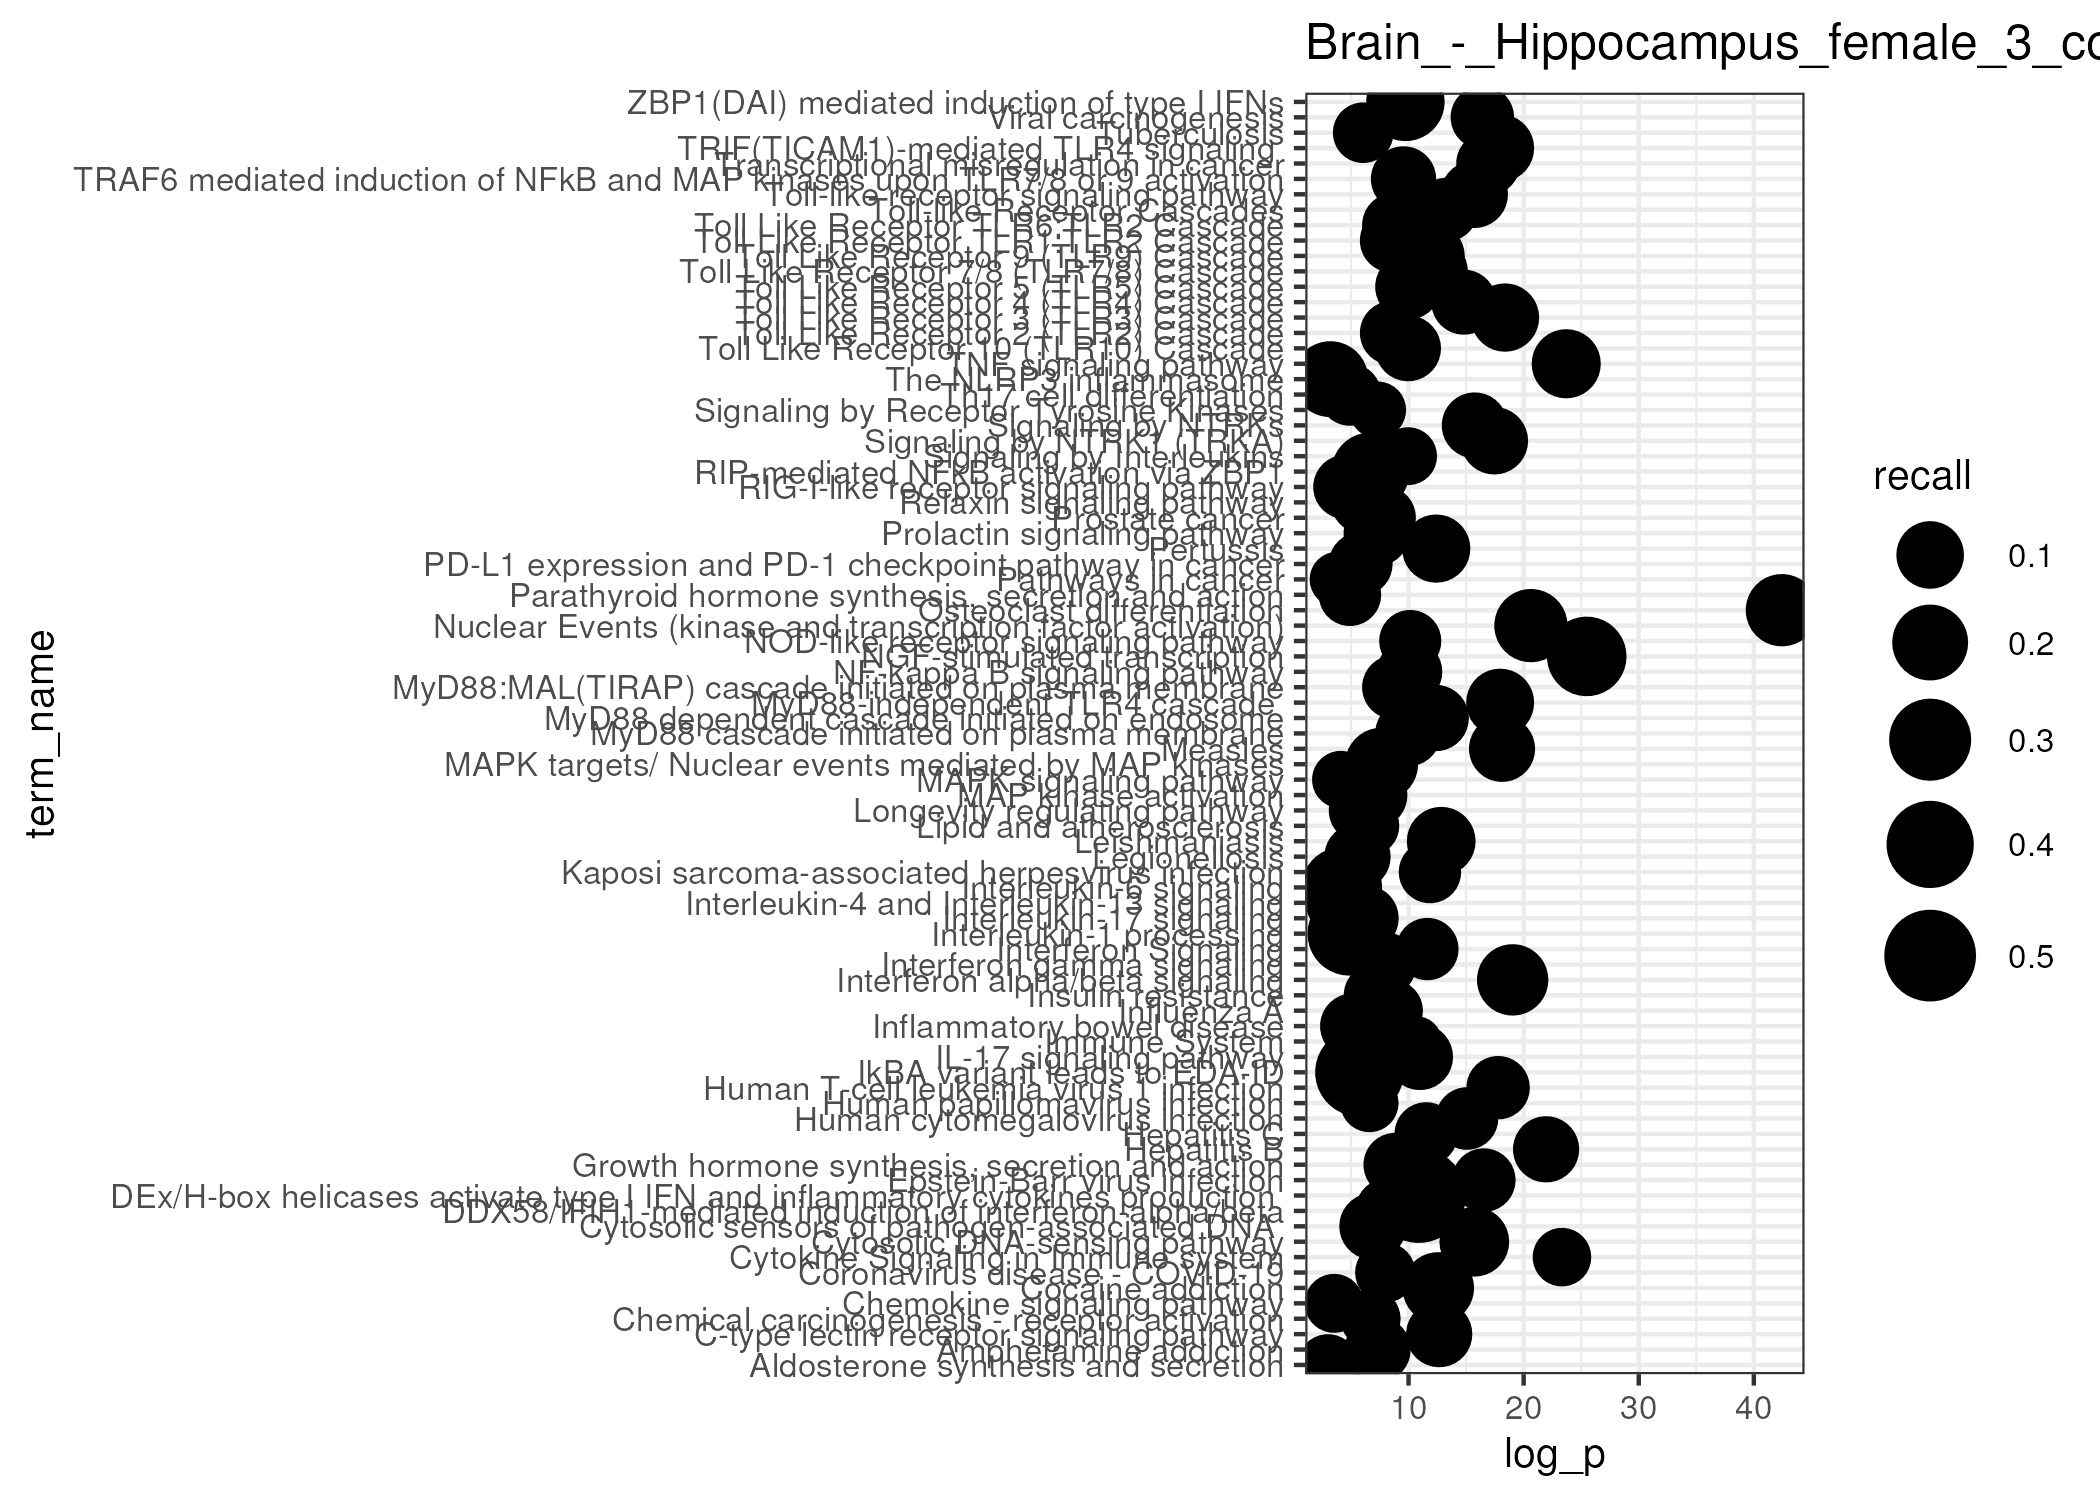 Brain_-_Hippocampus_female_3_co
term_name
ZBP1(DAI) mediated induction of type I IFNs
Viral carcinogenesis
Tuberculosis
TRIF(TICAM1)-mediated TLR4 signaling
Transcriptional misregulation in cancer
TRAF6 mediated induction of NFkB and MAP kinases upon TLR7/8 or 9 activation
Toll-like receptor signaling pathway
Toll-like Receptor Cascades
Toll Like Receptor TLR6:TLR2 Cascade
Toll Like Receptor TLR1:TLR2 Cascade
Toll Like Receptor 9 (TLR9) Cascade
Toll Like Receptor 7/8 (TLR7/8) Cascade
Toll Like Receptor 5 (TLR5) Cascade
Toll Like Receptor 4 (TLR4) Cascade
Toll Like Receptor 3 (TLR3) Cascade
Toll Like Receptor 2 (TLR2) Cascade
Toll Like Receptor 10 (TLR10) Cascade
TNF signaling pathway
The NLRP3 inflammasome
Th17 cell differentiation
Signaling by Receptor Tyrosine Kinases
Signaling by NTRKs
Signaling by NTRK1 (TRKA)
Signaling by Interleukins
RIP-mediated NFkB activation via ZBP1
RIG-I-like receptor signaling pathway
Relaxin signaling pathway
Prostate cancer
Prolactin signaling pathway
Pertussis
PD-L1 expression and PD-1 checkpoint pathway in cancer
Pathways in cancer
Parathyroid hormone synthesis, secretion and action
Osteoclast differentiation
Nuclear Events (kinase and transcription factor activation)
NOD-like receptor signaling pathway
NGF-stimulated transcription
NF-kappa B signaling pathway
MyD88:MAL(TIRAP) cascade initiated on plasma membrane
MyD88-independent TLR4 cascade
MyD88 dependent cascade initiated on endosome
MyD88 cascade initiated on plasma membrane
Measles
MAPK targets/ Nuclear events mediated by MAP kinases
MAPK signaling pathway
MAP kinase activation
Longevity regulating pathway
Lipid and atherosclerosis
Leishmaniasis
Legionellosis
Kaposi sarcoma-associated herpesvirus infection
Interleukin-6 signaling
Interleukin-4 and Interleukin-13 signaling
Interleukin-17 signaling
Interleukin-1 processing
Interferon Signaling
Interferon gamma signaling
Interferon alpha/beta signaling
Insulin resistance
Influenza A
Inflammatory bowel disease
Immune System
IL-17 signaling pathway
IkBA variant leads to EDA-ID
Human T-cell leukemia virus 1 infection
Human papillomavirus infection
Human cytomegalovirus infection
Hepatitis C
Hepatitis B
Growth hormone synthesis, secretion and action
Epstein-Barr virus infection
DEx/H-box helicases activate type I IFN and inflammatory cytokines production
DDX58/IFIH1-mediated induction of interferon-alpha/beta
Cytosolic sensors of pathogen-associated DNA
Cytosolic DNA-sensing pathway
Cytokine Signaling in Immune system
Coronavirus disease - COVID-19
Cocaine addiction
Chemokine signaling pathway
Chemical carcinogenesis - receptor activation
C-type lectin receptor signaling pathway
Amphetamine addiction
Aldosterone synthesis and secretion
10 20 30 40
log_p
recall
0.1
0.2
0.3
0.4
0.5